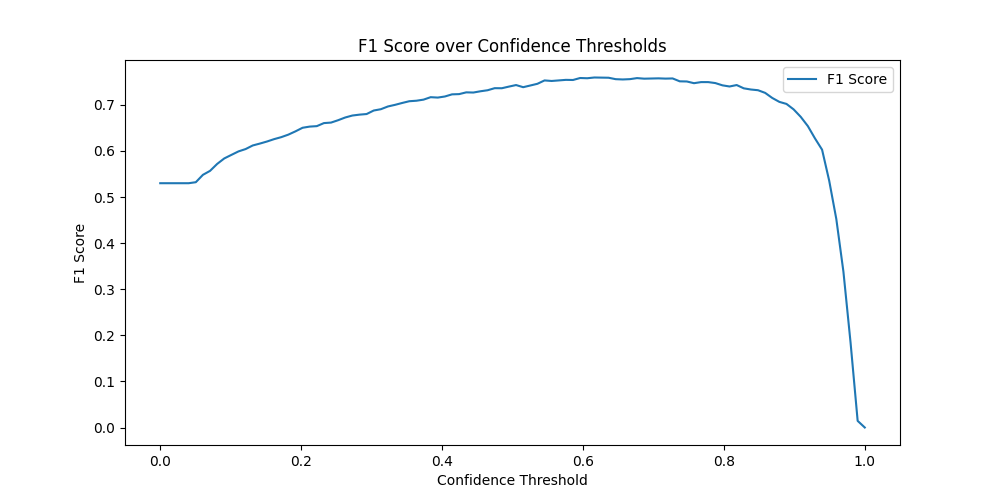 F1 Score over Confidence Thresholds
F1 Score
F1 Score
0.7
0.6
0.5
0.4
0.3
0.2
0.1
0.0
0.0 0.2 0.4 0.6 0.8 1.0
Confidence Threshold